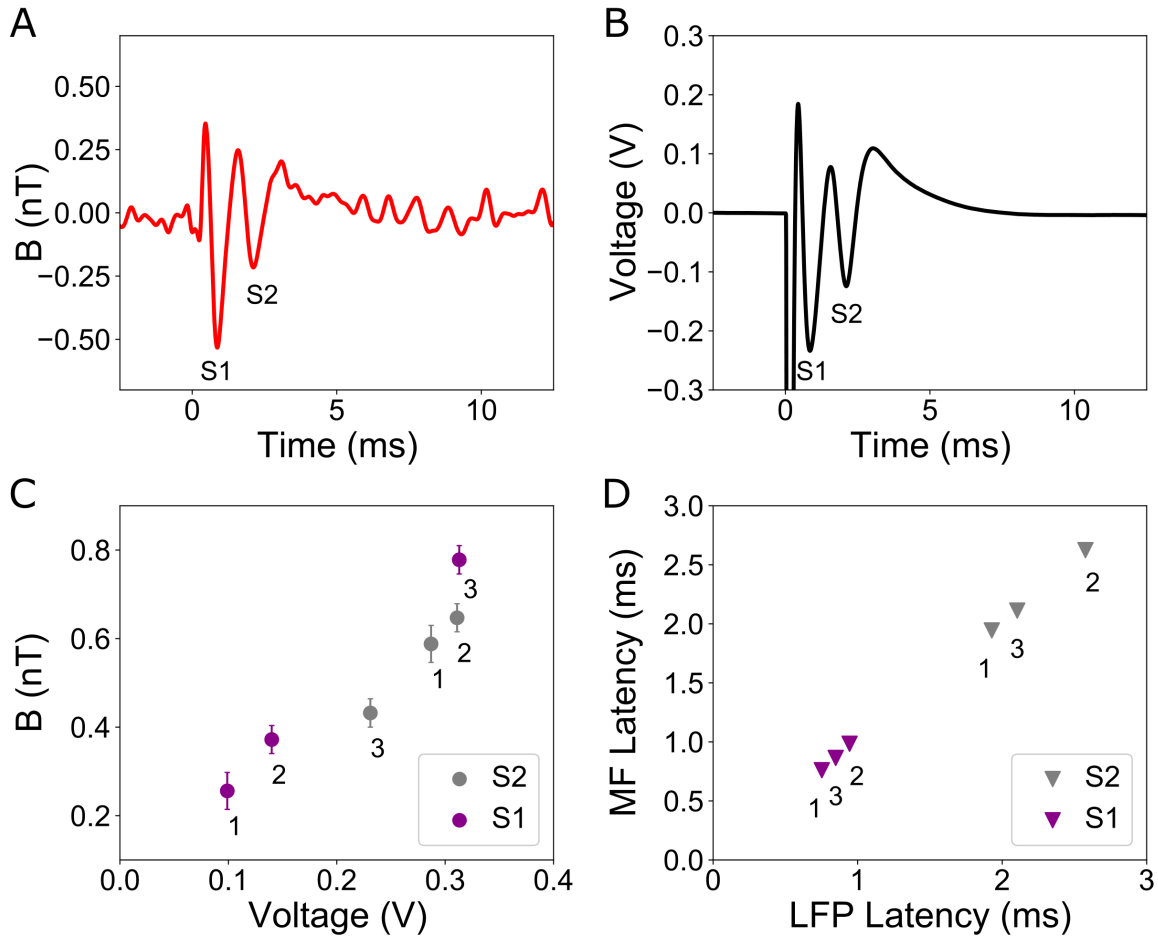 A
B (nT)
0.50
0.25
0.00
−0.25
−0.50
S1
S2
0
5
10
Time (ms)
B
Voltage (V)
0.3
0.2
0.1
0.0
−0.1
−0.2
−0.3
S1
S2
0
5
10
Time (ms)
C
B (nT)
0.8
0.6
0.4
0.2
3
2
1
3
2
1
S2
S1
0.0
0.1
0.2
0.3
0.4
Voltage (V)
D
MF Latency (ms)
3.0
2.5
2.0
1.5
1.0
0.5
0.0
2
3
1
2
3
1
S2
S1
0
1
2
3
LFP Latency (ms)